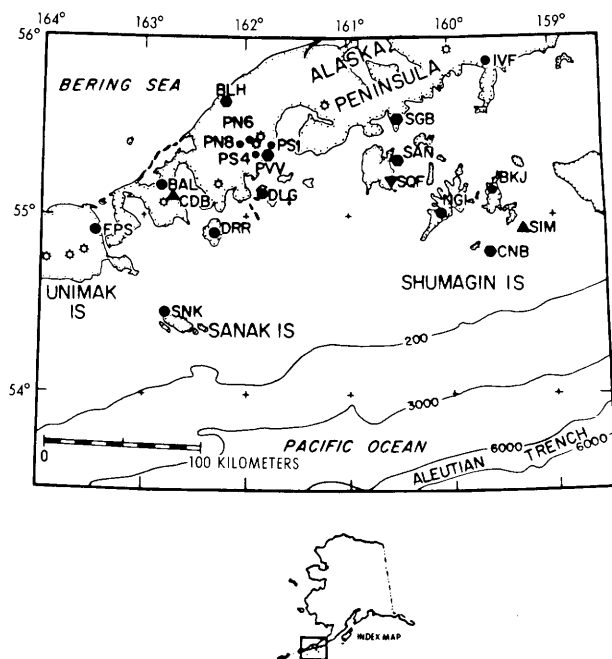 164° 163° 162° 161° 160° 159°
56°
BERING SEA
ALASKA
PENINSULA
IVF
BLH
PN6
PN8
PS1
PS4
PVV
SGB
SAN
SQF
BAL
CDB
DLG
BKJ
NGI
55°
FPS
DRR
SIM
CNB
UNIMAK
IS
SHUMAGIN IS
SNK
SANAK IS
200
54°
3000
PACIFIC OCEAN
6000
0
100 KILOMETERS
ALEUTIAN TRENCH
6000
INDEX MAP